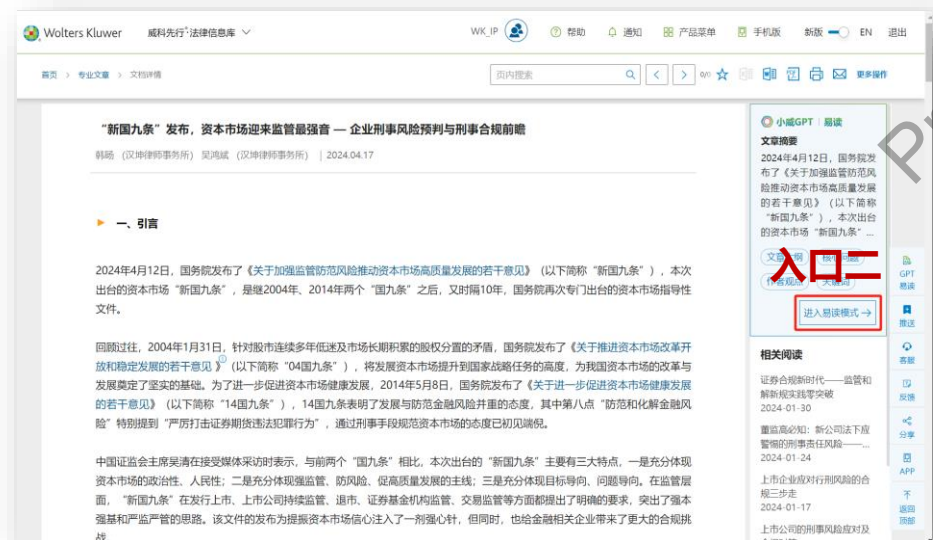 Wolters Kluwer 威科先行®法律信息库
WK_IP 帮助 通知 产品菜单 手机版 新版 EN 退出
首页 > 专业文章 > 文档详情
页内搜索 0/0 更多操作
“新国九条”发布，资本市场迎来监管最强音 — 企业刑事风险预判与刑事合规前瞻
韩旸 (汉坤律师事务所) 吴鸿斌 (汉坤律师事务所) | 2024.04.17
一、引言
2024年4月12日，国务院发布了《关于加强监管防范风险推动资本市场高质量发展的若干意见》（以下简称“新国九条”），本次
出台的资本市场“新国九条”，是继2004年、2014年两个“国九条”之后，又时隔10年，国务院再次专门出台的资本市场指导性
文件。
回顾过往，2004年1月31日，针对股市连续多年低迷及市场长期积累的股权分置的矛盾，国务院发布了《关于推进资本市场改革开
放和稳定发展的若干意见》（以下简称“04国九条”），将发展资本市场提升到国家战略任务的高度，为我国资本市场的改革与
发展奠定了坚实的基础。为了进一步促进资本市场健康发展，2014年5月8日，国务院发布了《关于进一步促进资本市场健康发展
的若干意见》（以下简称“14国九条”），14国九条表明了发展与防范金融风险并重的态度，其中第八点“防范和化解金融风
险”特别提到“严厉打击证券期货违法犯罪行为”，通过刑事手段规范资本市场的态度已初见端倪。
中国证监会主席吴清在接受媒体采访时表示，与前两个“国九条”相比，本次出台的“新国九条”主要有三大特点，一是充分体现
资本市场的政治性、人民性；二是充分体现强监管、防风险、促高质量发展的主线；三是充分体现目标导向、问题导向。在监管层
面，“新国九条”在发行上市、上市公司持续监管、退市、证券基金机构监管、交易监管等方面都提出了明确的要求，突出了强本
强基和严监严管的思路。该文件的发布为提振资本市场信心注入了一剂强心针，但同时，也给金融相关企业带来了更大的合规挑
战
小威GPT | 易读
文章摘要
2024年4月12日，国务院发
布了《关于加强监管防范风
险推动资本市场高质量发展
的若干意见》（以下简称
“新国九条”），本次出台
的资本市场“新国九条”...
入口二
进入易读模式→
相关阅读
证券合规新时代——监管和
解新规实践零突破
2024-01-30
董监高必知：新公司法下应
警惕的刑事责任风险——...
2024-01-24
上市企业应对行刑风险的合
规三步走
2024-01-17
上市公司的刑事风险应对及
GPT
易读
推送
客服
反馈
分享
APP
返回
顶部